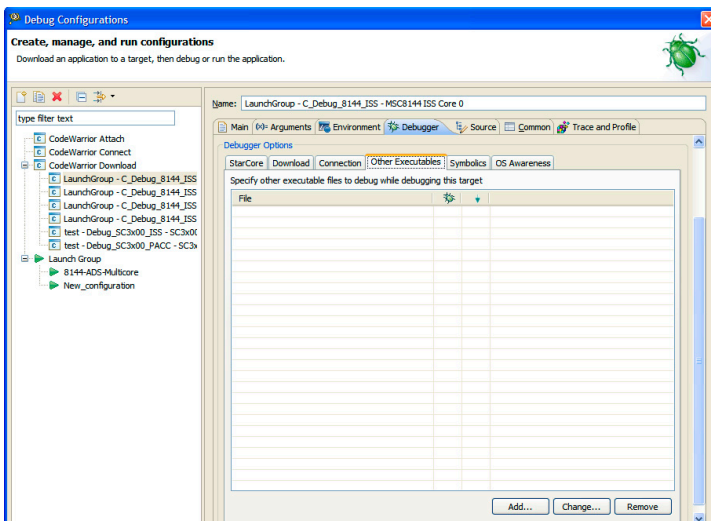 Debug Configurations
Create, manage, and run configurations
Download an application to a target, then debug or run the application.
type filter text
CodeWarrior Attach
CodeWarrior Connect
CodeWarrior Download
LaunchGroup - C_Debug_8144_ISS
LaunchGroup - C_Debug_8144_ISS
LaunchGroup - C_Debug_8144_ISS
LaunchGroup - C_Debug_8144_ISS
test - Debug_SC3x00_ISS - SC3x0(
test - Debug_SC3x00_PACC - SC3x
Launch Group
8144-ADS-Multicore
New_configuration
Name: LaunchGroup - C_Debug_8144_ISS - MSC8144 ISS Core 0
Main (x)= Arguments Environment Debugger Source Common Trace and Profile
Debugger Options
StarCore Download Connection Other Executables Symbolics OS Awareness
Specify other executable files to debug while debugging this target
File
Add... Change... Remove